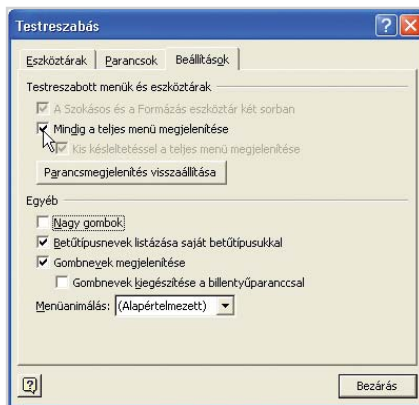 Testreszabás
Eszköztárak Parancsok Beállítások
Testreszabott menük és eszköztárak
A Szokásos és a Formázás eszköztár két sorban
Mindig a teljes menü megjelenítése
Kis késleltetéssel a teljes menü megjelenítése
Parancsmegjelenítés visszaállítása
Egyéb
Nagy gombok
Betűtípusnevek listázása saját betűtípusukkal
Gombnevek megjelenítése
Gombnevek kiegészítése a billentyűparanccsal
Menüanimálás: (Alapértelmezett)
Bezárás